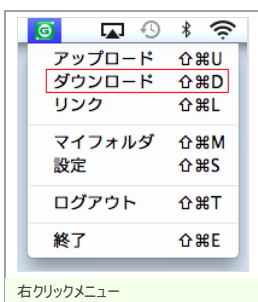 アップロード ⇧⌘U
ダウンロード ⇧⌘D
リンク ⇧⌘L
マイフォルダ ⇧⌘M
設定 ⇧⌘S
ログアウト ⇧⌘T
終了 ⇧⌘E
右クリックメニュー